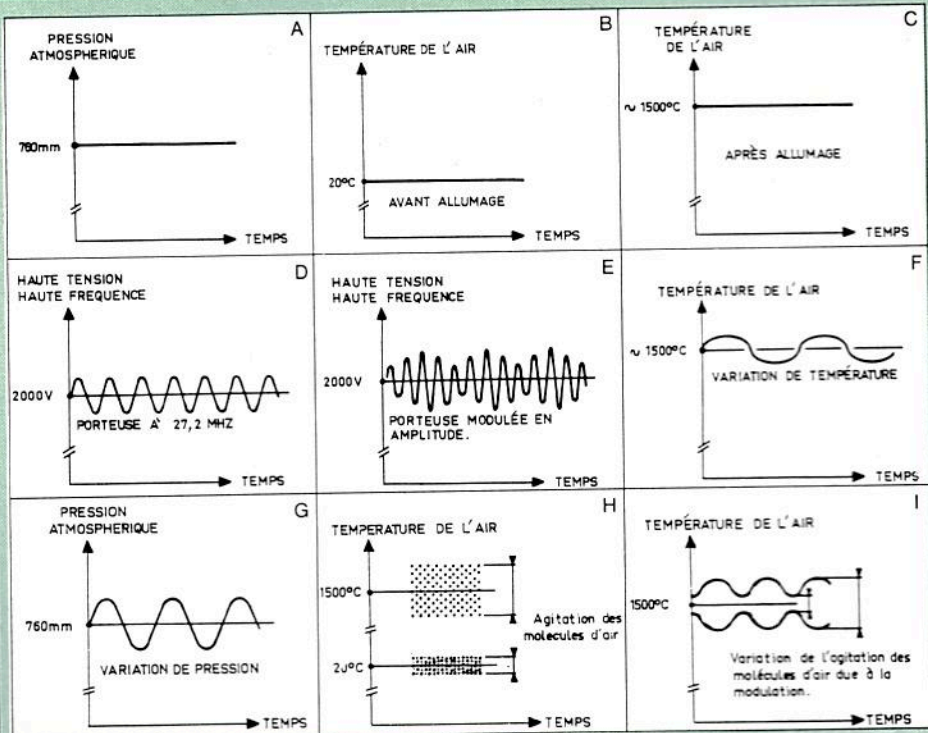 A
PRESSION
ATMOSPHERIQUE
760mm
TEMPS
B
TEMPÉRATURE DE L'AIR
20°C
AVANT ALLUMAGE
TEMPS
C
TEMPÉRATURE
DE L'AIR
~ 1500°C
APRÈS ALLUMAGE
TEMPS
D
HAUTE TENSION
HAUTE FREQUENCE
2000V
PORTEUSE À 27,2 MHZ
TEMPS
E
HAUTE TENSION
HAUTE FREQUENCE
2000V
PORTEUSE MODULÉE EN
AMPLITUDE.
TEMPS
F
TEMPÉRATURE DE L'AIR
~ 1500°C
VARIATION DE TEMPÉRATURE
TEMPS
G
PRESSION
ATMOSPHERIQUE
760mm
VARIATION DE PRESSION
TEMPS
H
TEMPERATURE DE L'AIR
1500°C
Agitation des
molécules d'air
20°C
TEMPS
I
TEMPÉRATURE DE L'AIR
1500°C
Variation de l'agitation des
molécules d'air due à la
modulation.
TEMPS